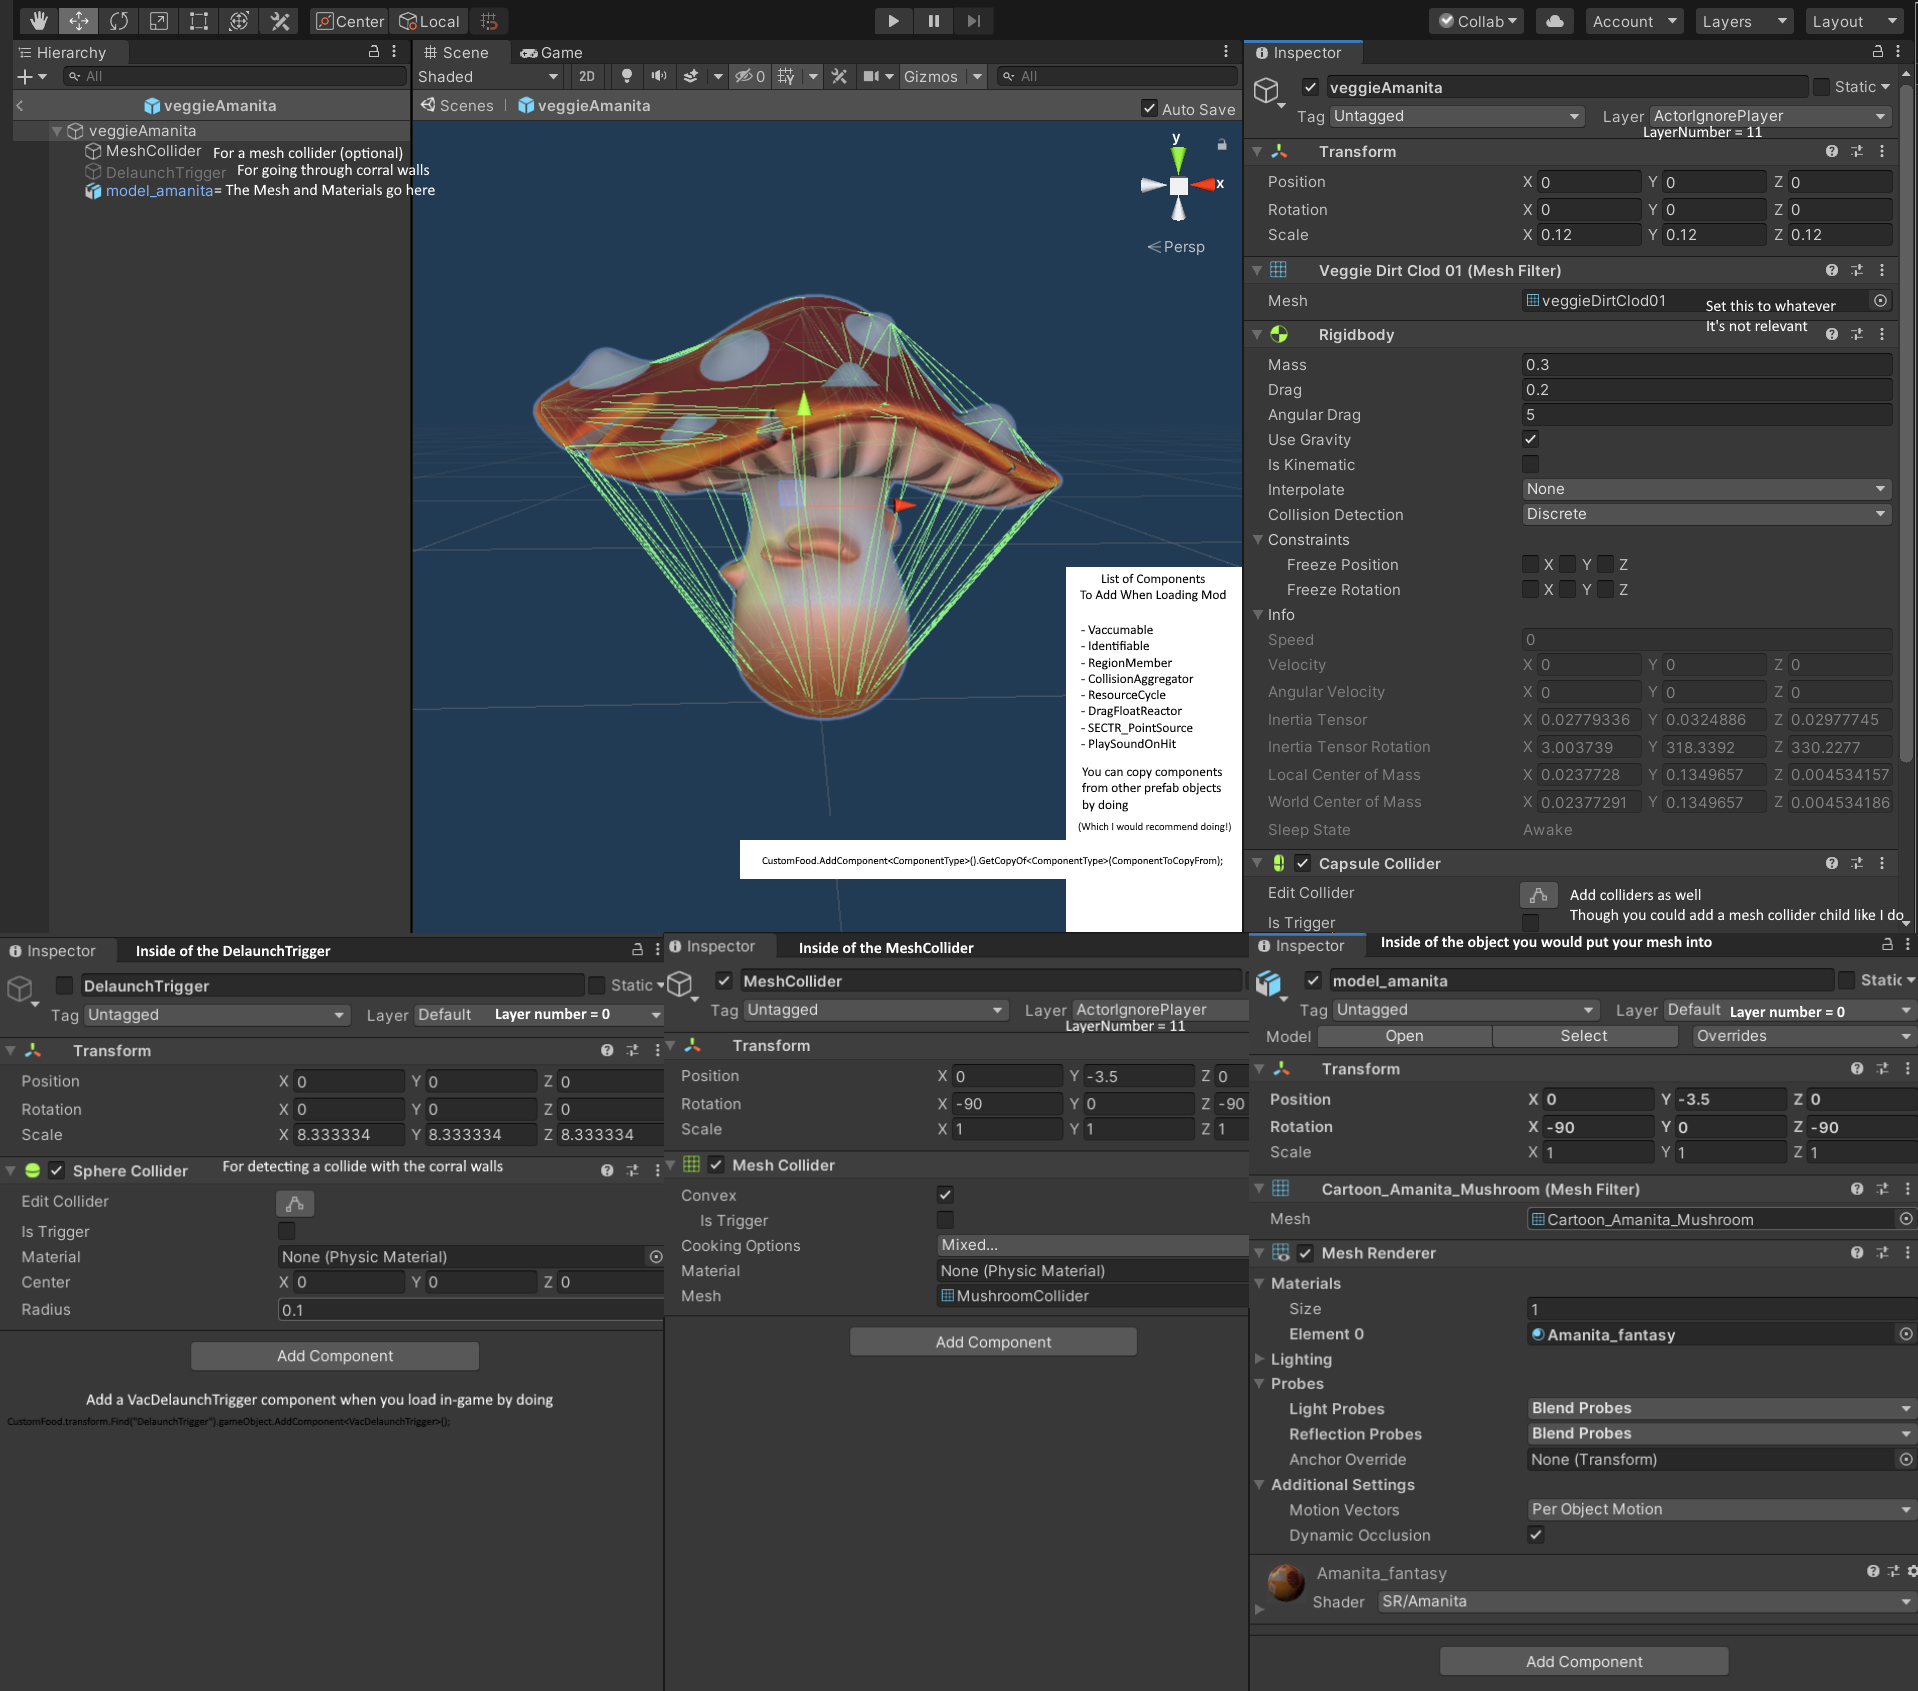 Center
Local
Collab
Account
Layers
Layout
Hierarchy
All
veggieAmanita
veggieAmanita
MeshCollider For a mesh collider (optional)
DelaunchTrigger For going through corral walls
model_amanita= The Mesh and Materials go here
Scene
Game
Shaded
2D
0
Gizmos
All
Scenes | veggieAmanita
Auto Save
y
x
Persp
List of Components
To Add When Loading Mod
- Vaccumable
- Identifiable
- RegionMember
- CollisionAggregator
- ResourceCycle
- DragFloatReactor
- SECTR_PointSource
- PlaySoundOnHit
You can copy components
from other prefab objects
by doing
(Which I would recommend doing!)
CustomFood.AddComponent<ComponentType>().GetCopyOf<ComponentType>(ComponentToCopyFrom);
Inspector
veggieAmanita
Static
Tag Untagged Layer ActorIgnorePlayer
LayerNumber = 11
Transform
Position X 0 Y 0 Z 0
Rotation X 0 Y 0 Z 0
Scale X 0.12 Y 0.12 Z 0.12
Veggie Dirt Clod 01 (Mesh Filter)
Mesh veggieDirtClod01
Set this to whatever
It's not relevant
Rigidbody
Mass 0.3
Drag 0.2
Angular Drag 5
Use Gravity
Is Kinematic
Interpolate None
Collision Detection Discrete
Constraints
Freeze Position X Y Z
Freeze Rotation X Y Z
Info
Speed 0
Velocity X 0 Y 0 Z 0
Angular Velocity X 0 Y 0 Z 0
Inertia Tensor X 0.02779336 Y 0.0324886 Z 0.02977745
Inertia Tensor Rotation X 3.003739 Y 318.3392 Z 330.2277
Local Center of Mass X 0.0237728 Y 0.1349657 Z 0.004534157
World Center of Mass X 0.02377291 Y 0.1349657 Z 0.004534186
Sleep State Awake
Capsule Collider
Edit Collider
Add colliders as well
Though you could add a mesh collider child like I do
Is Trigger
Inspector Inside of the DelaunchTrigger
DelaunchTrigger Static
Tag Untagged Layer Default Layer number = 0
Transform
Position X 0 Y 0 Z 0
Rotation X 0 Y 0 Z 0
Scale X 8.333334 Y 8.333334 Z 8.333334
Sphere Collider For detecting a collide with the corral walls
Edit Collider
Is Trigger
Material None (Physic Material)
Center X 0 Y 0 Z 0
Radius 0.1
Add Component
Add a VacDelaunchTrigger component when you load in-game by doing
CustomFood.transform.Find("DelaunchTrigger").gameObject.AddComponent<VacDelaunchTrigger>();
Inspector Inside of the MeshCollider
MeshCollider
Tag Untagged Layer ActorIgnorePlayer
LayerNumber = 11
Transform
Position X 0 Y -3.5 Z 0
Rotation X -90 Y 0 Z -90
Scale X 1 Y 1 Z 1
Mesh Collider
Convex
Is Trigger
Cooking Options Mixed...
Material None (Physic Material)
Mesh MushroomCollider
Add Component
Inspector Inside of the object you would put your mesh into
model_amanita Static
Tag Untagged Layer Default Layer number = 0
Model Open Select Overrides
Transform
Position X 0 Y -3.5 Z 0
Rotation X -90 Y 0 Z -90
Scale X 1 Y 1 Z 1
Cartoon_Amanita_Mushroom (Mesh Filter)
Mesh Cartoon_Amanita_Mushroom
Mesh Renderer
Materials
Size 1
Element 0 Amanita_fantasy
Lighting
Probes
Light Probes Blend Probes
Reflection Probes Blend Probes
Anchor Override None (Transform)
Additional Settings
Motion Vectors Per Object Motion
Dynamic Occlusion
Amanita_fantasy
Shader SR/Amanita
Add Component